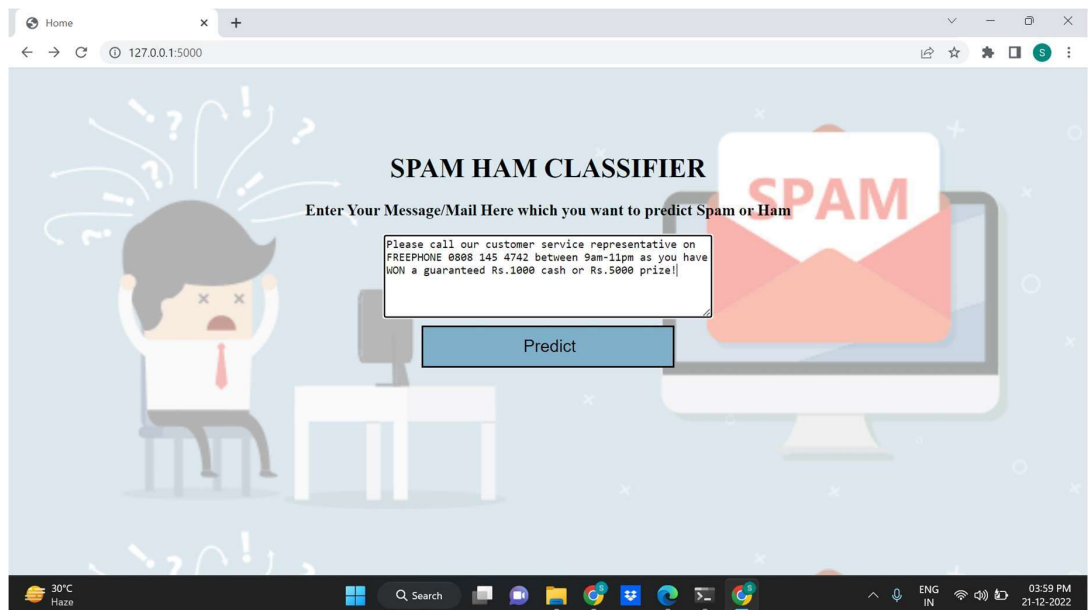 Home
127.0.0.1:5000
S
SPAM
SPAM HAM CLASSIFIER
Enter Your Message/Mail Here which you want to predict Spam or Ham
Please call our customer service representative on
FREEPHONE 0808 145 4742 between 9am-11pm as you have
WON a guaranteed Rs.1000 cash or Rs.5000 prize!
Predict
30°C
Haze
Search
S
S
ENG
IN
03:59 PM
21-12-2022